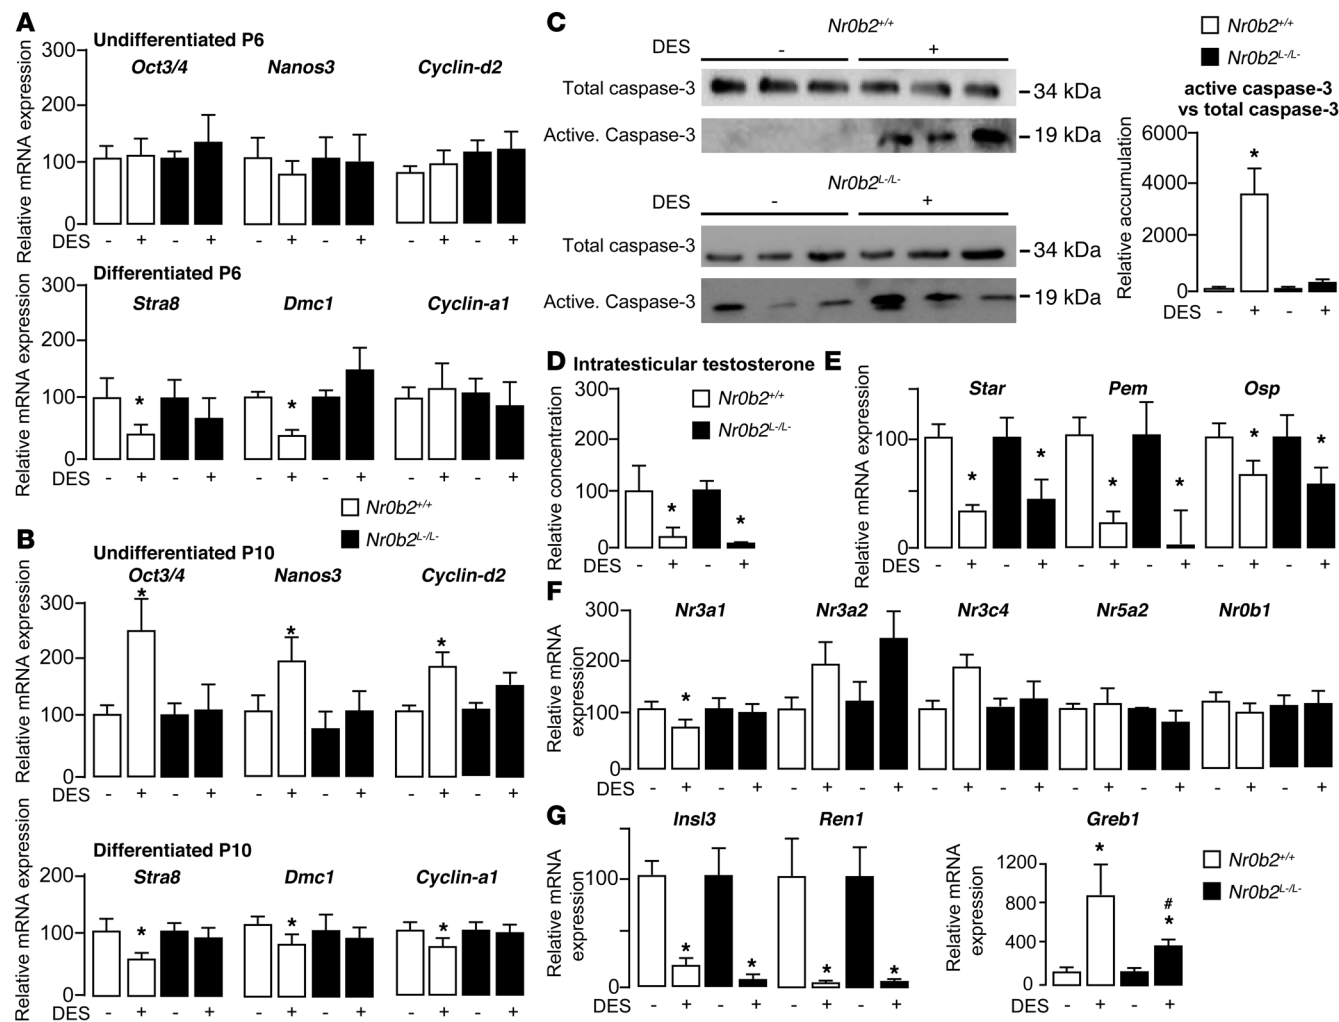 A
Undifferentiated P6
Oct3/4 Nanos3 Cyclin-d2
Relative mRNA expression
300
200
100
0
DES - + - + - + - + - + - +
Differentiated P6
Stra8 Dmc1 Cyclin-a1
Relative mRNA expression
300
200
100
0
* *
DES - + - + - + - + - + - +
Nr0b2+/+
Nr0b2L-/L-
B
Undifferentiated P10
Oct3/4 Nanos3 Cyclin-d2
Relative mRNA expression
300
200
100
0
* * *
DES - + - + - + - + - + - +
Differentiated P10
Stra8 Dmc1 Cyclin-a1
Relative mRNA expression
200
100
0
* * *
DES - + - + - + - + - + - +
C
Nr0b2+/+
DES - +
Total caspase-3 34 kDa
Active. Caspase-3 19 kDa
Nr0b2L-/L-
DES - +
Total caspase-3 34 kDa
Active. Caspase-3 19 kDa
Nr0b2+/+
Nr0b2L-/L-
active caspase-3
vs total caspase-3
Relative accumulation
6000
4000
2000
0
*
DES - + - +
D Intratesticular testosterone
Nr0b2+/+
Nr0b2L-/L-
Relative concentration
300
200
100
0
* *
DES - + - +
E
Star Pem Osp
Relative mRNA expression
100
0
* * * * * *
DES - + - + - + - + - + - +
F
Nr3a1 Nr3a2 Nr3c4 Nr5a2 Nr0b1
Relative mRNA
expression
300
200
100
0
*
DES - + - + - + - + - + - + - + - + - + - +
G
Insl3 Ren1
Relative mRNA
expression
100
0
* * * *
DES - + - + - + - +
Greb1
Relative mRNA
expression
1200
800
400
0
*
#
*
DES - + - +
Nr0b2+/+
Nr0b2L-/L-